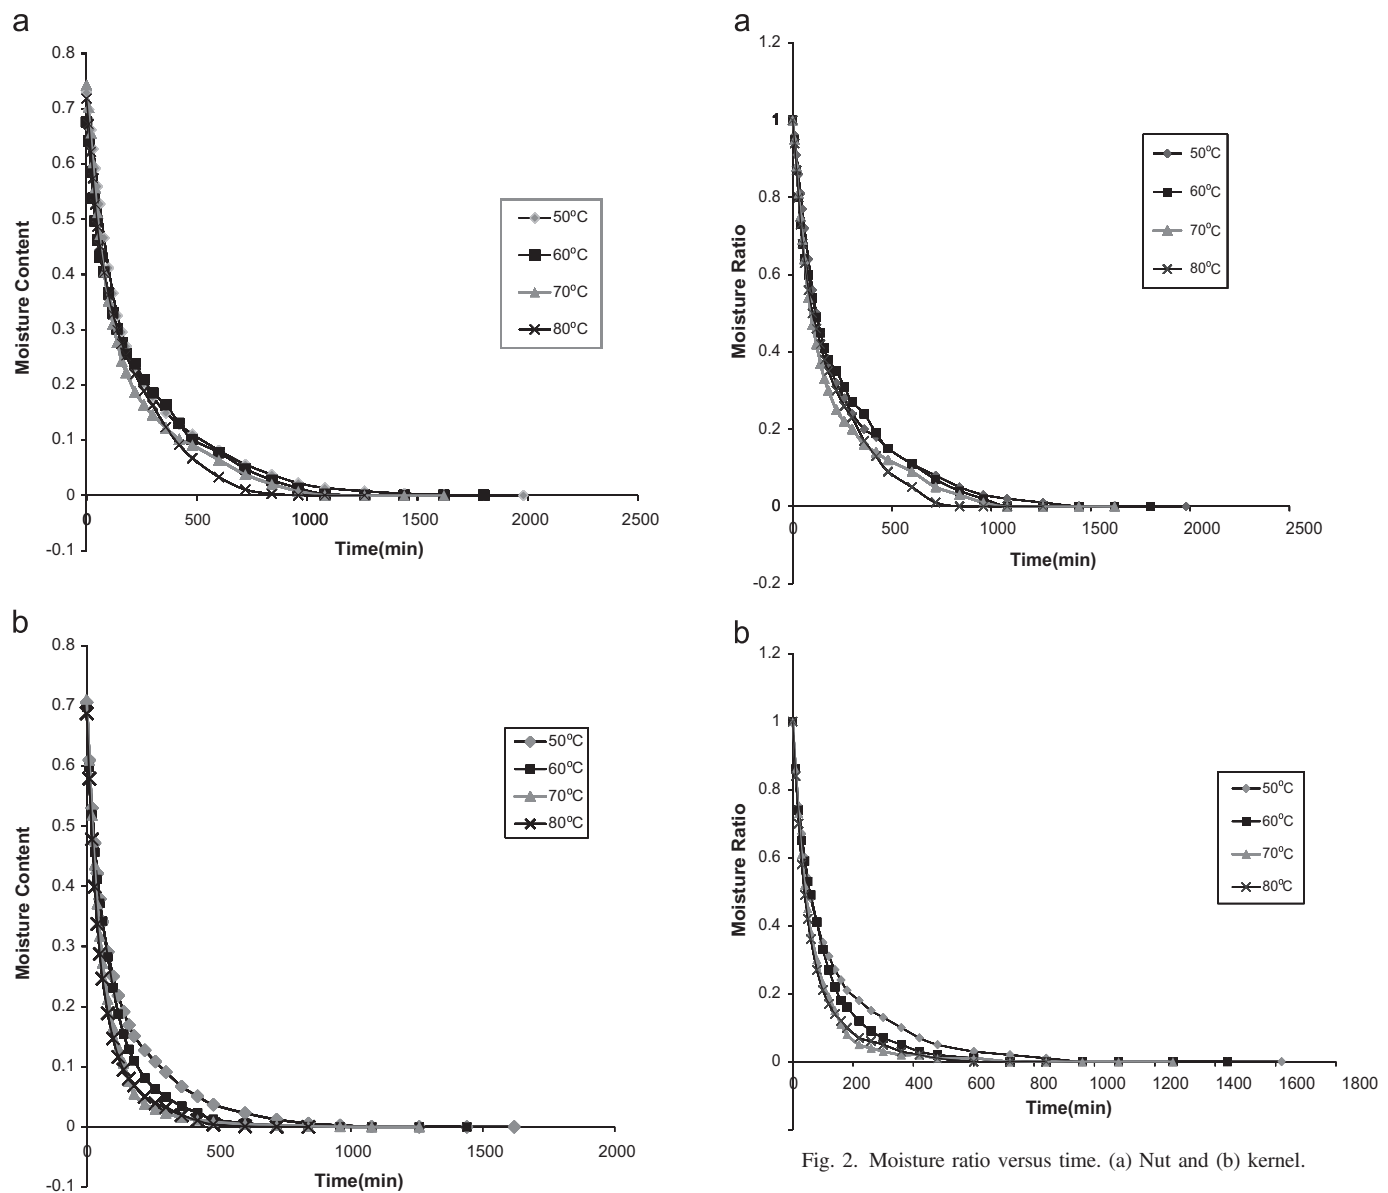 a
0.8
0.7
0.6
0.5
0.4
0.3
0.2
0.1
0
-0.1
0 500 1000 1500 2000 2500
Moisture Content
Time(min)
50°C
60°C
70°C
80°C
b
0.8
0.7
0.6
0.5
0.4
0.3
0.2
0.1
0
-0.1
0 500 1000 1500 2000
Moisture Content
Time(min)
50°C
60°C
70°C
80°C
a
1.2
1
0.8
0.6
0.4
0.2
0
-0.2
0 500 1000 1500 2000 2500
Moisture Ratio
Time(min)
50°C
60°C
70°C
80°C
b
1.2
1
0.8
0.6
0.4
0.2
0
0 200 400 600 800 1000 1200 1400 1600 1800
Moisture Ratio
Time(min)
50°C
60°C
70°C
80°C
Fig. 2. Moisture ratio versus time. (a) Nut and (b) kernel.